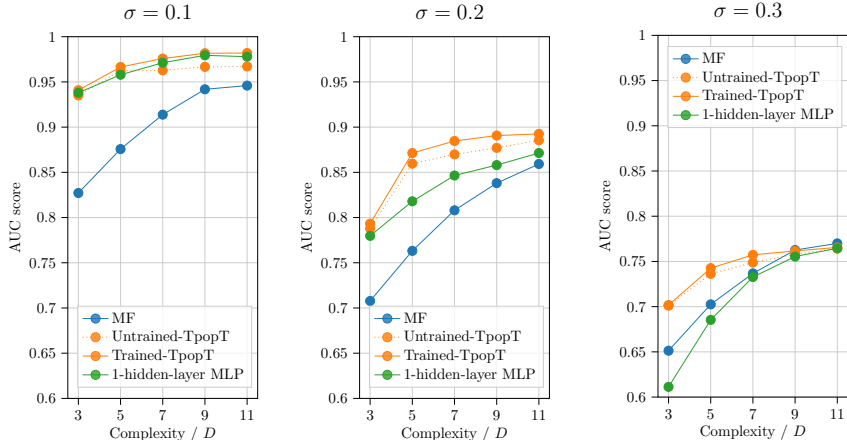 σ = 0.1
1
0.95
0.9
0.85
0.8
0.75
0.7
0.65
0.6
AUC score
MF
Untrained-TpopT
Trained-TpopT
1-hidden-layer MLP
3 5 7 9 11
Complexity / D
σ = 0.2
1
0.95
0.9
0.85
0.8
0.75
0.7
0.65
0.6
AUC score
MF
Untrained-TpopT
Trained-TpopT
1-hidden-layer MLP
3 5 7 9 11
Complexity / D
σ = 0.3
1
0.95
0.9
0.85
0.8
0.75
0.7
0.65
0.6
AUC score
MF
Untrained-TpopT
Trained-TpopT
1-hidden-layer MLP
3 5 7 9 11
Complexity / D